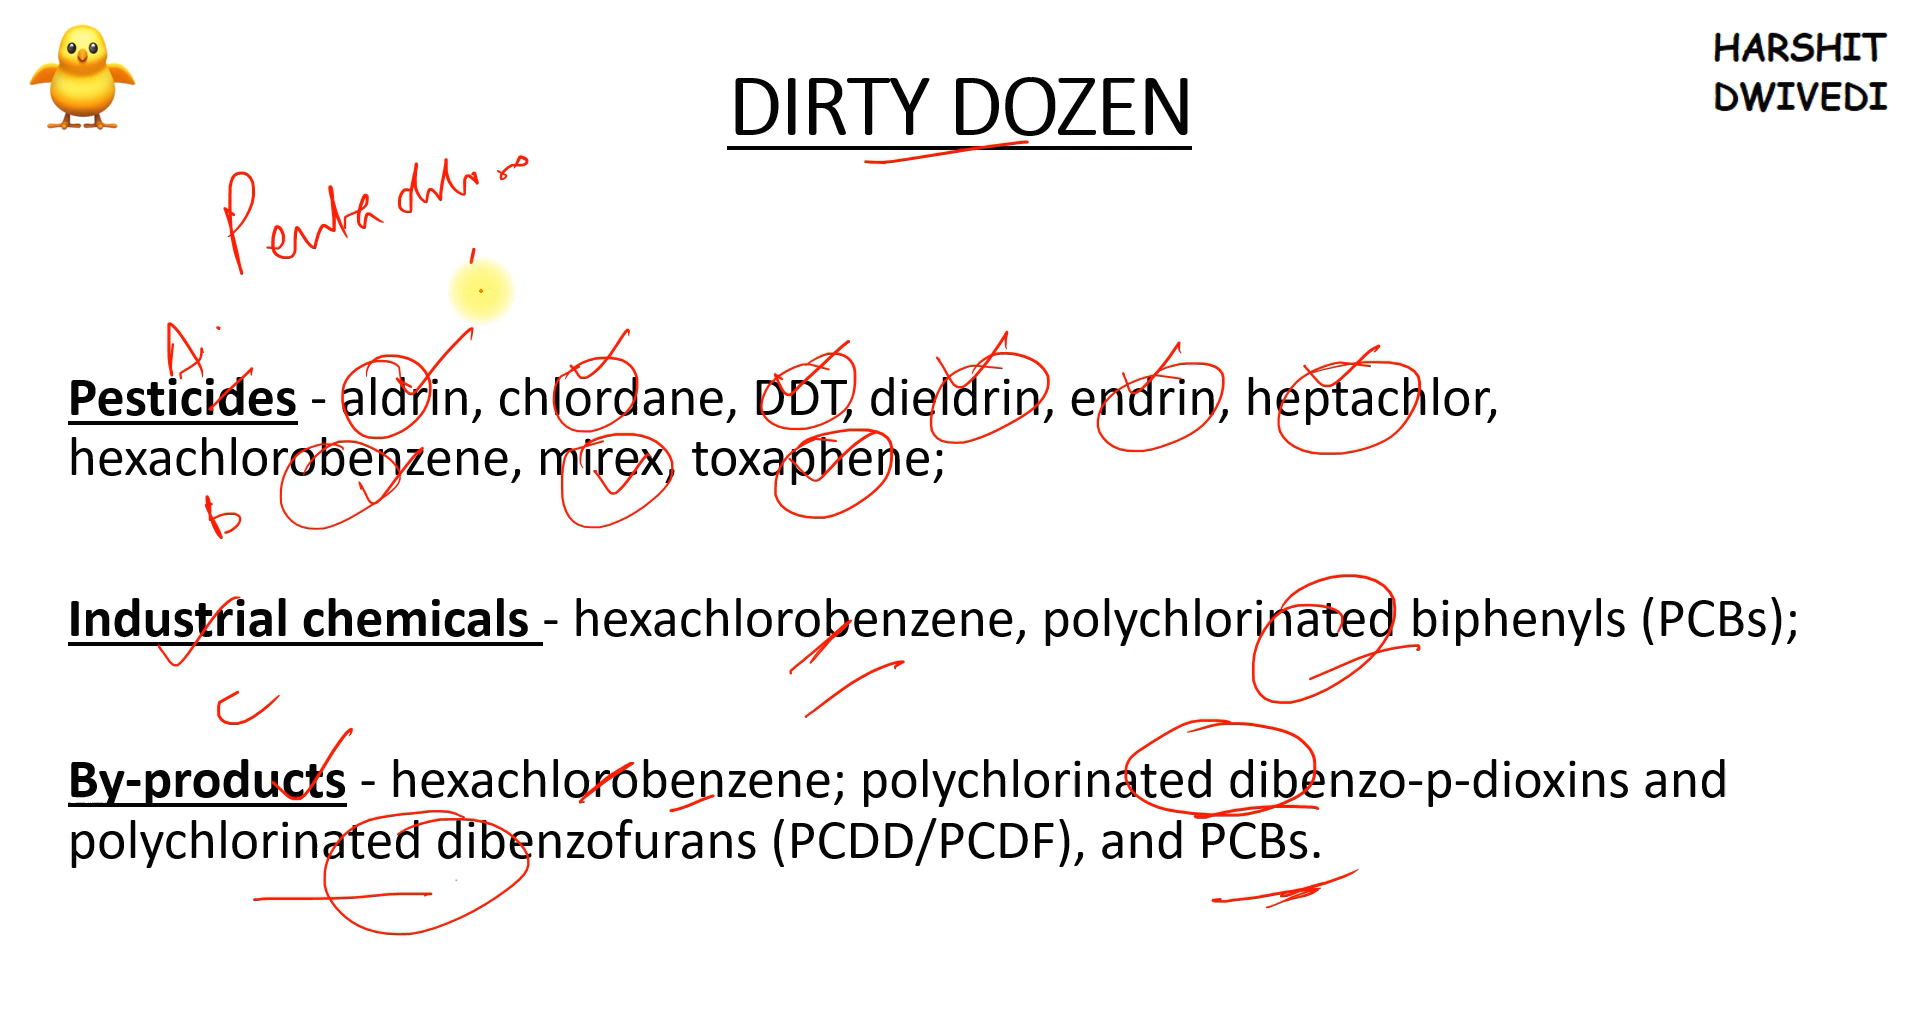 HARSHIT
DWIVEDI
DIRTY DOZEN
Pesticides - aldrin, chlordane, DDT, dieldrin, endrin, heptachlor,
hexachlorobenzene, mirex, toxaphene;
Industrial chemicals - hexachlorobenzene, polychlorinated biphenyls (PCBs);
By-products - hexachlorobenzene; polychlorinated dibenzo-p-dioxins and
polychlorinated dibenzofurans (PCDD/PCDF), and PCBs.